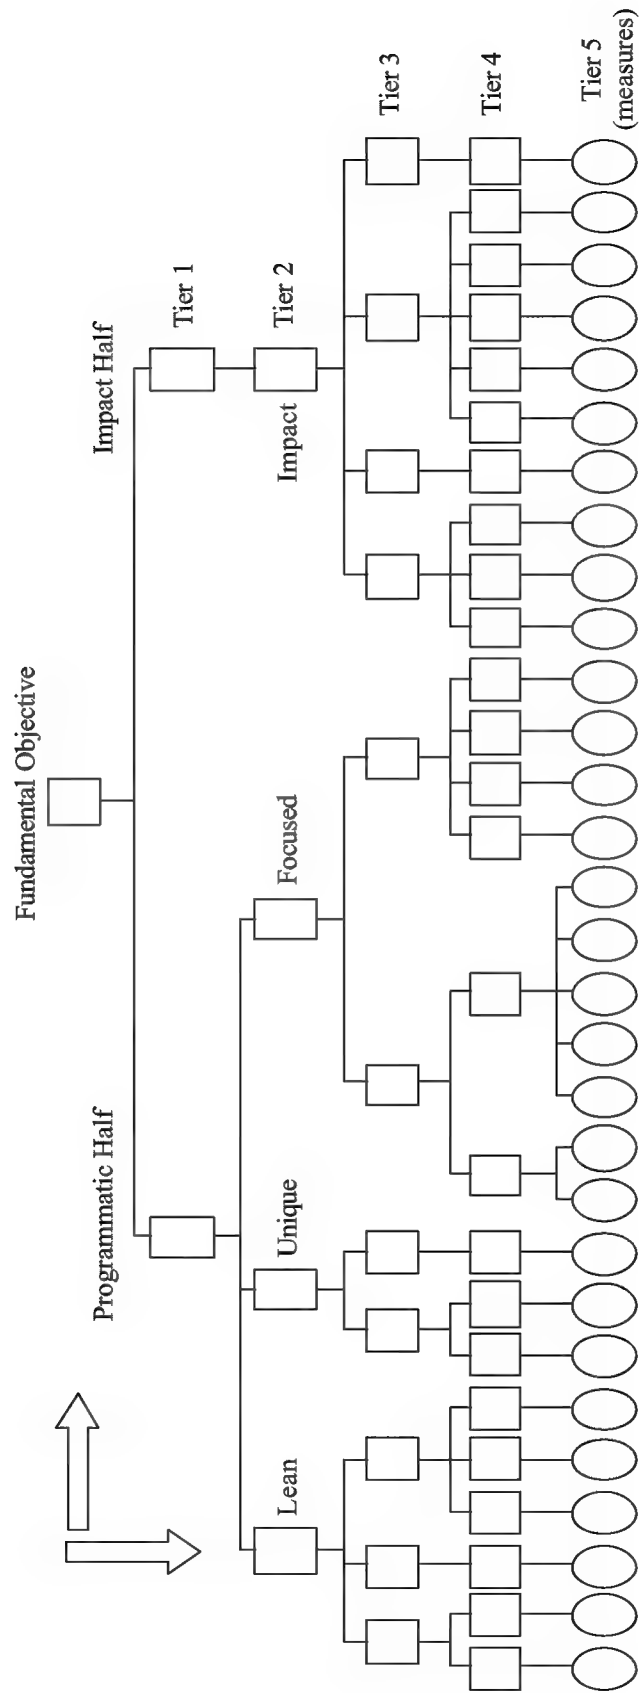 Fundamental Objective
Programmatic Half
Impact Half
Tier 1
Lean
Unique
Focused
Impact
Tier 2
Tier 3
Tier 4
Tier 5
(measures)